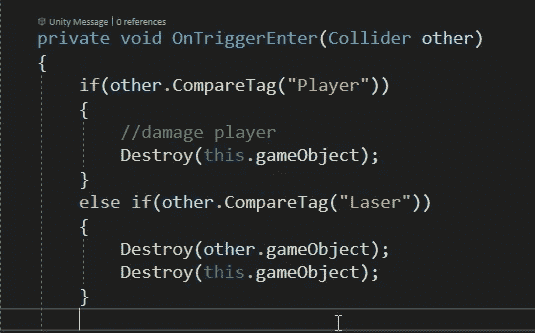 Unity Message | 0 references
private void OnTriggerEnter(Collider other)
{
if(other.CompareTag("Player"))
{
//damage player
Destroy(this.gameObject);
}
else if(other.CompareTag("Laser"))
{
Destroy(other.gameObject);
Destroy(this.gameObject);
}